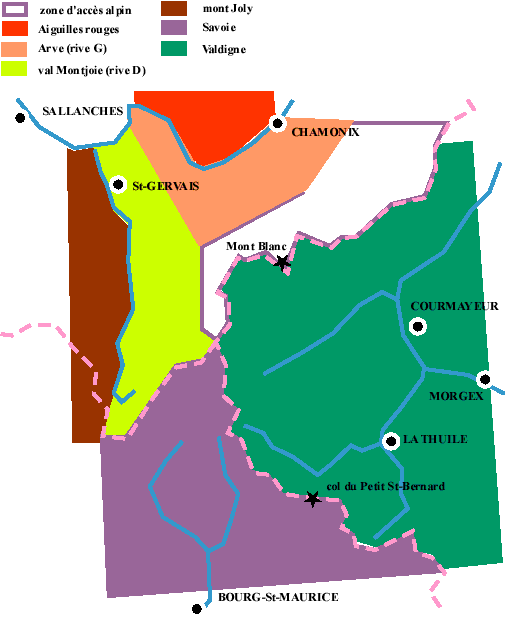 zone d'accès alpin
mont Joly
Aiguilles rouges
Savoie
Arve (rive G)
Valdigne
val Montjoie (rive D)
SALLANCHES
CHAMONIX
St-GERVAIS
Mont Blanc
COURMAYEUR
MORGEX
LA THUILE
col du Petit St-Bernard
BOURG-St-MAURICE